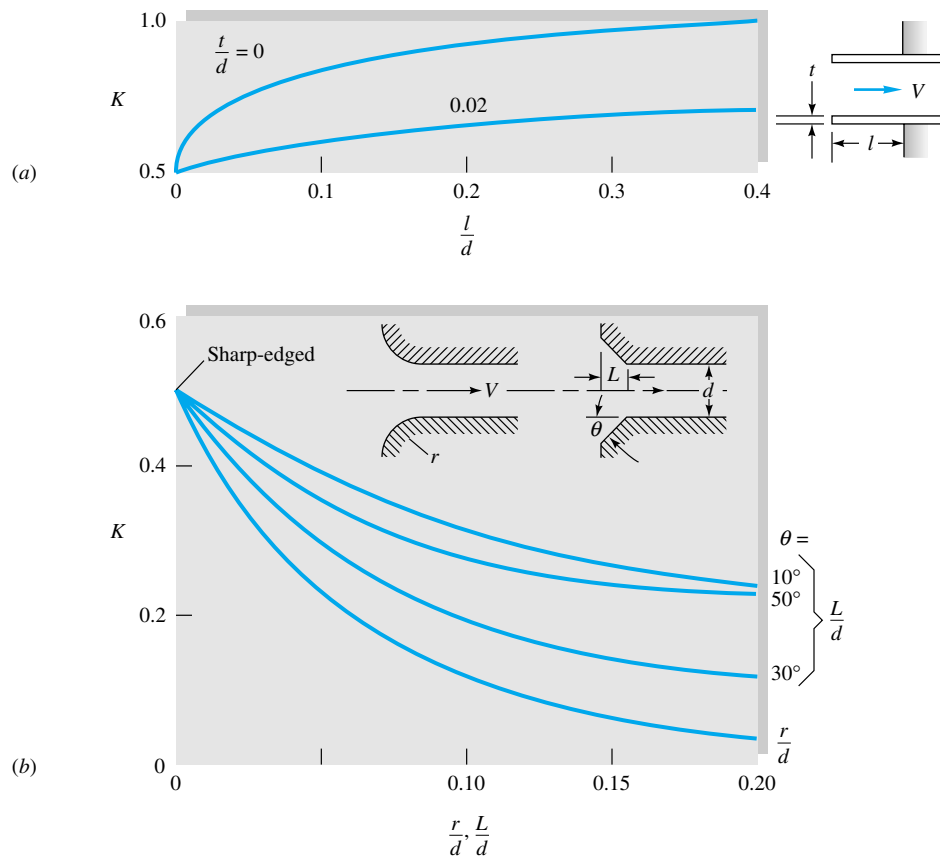 1.0
t/d = 0
K
0.02
(a)
0.5
0
0.1
0.2
0.3
0.4
l/d
t
V
l
0.6
Sharp-edged
V
L
d
θ
r
0.4
K
θ =
10°
50°
L/d
0.2
30°
r/d
(b)
0
0
0.10
0.15
0.20
r/d, L/d